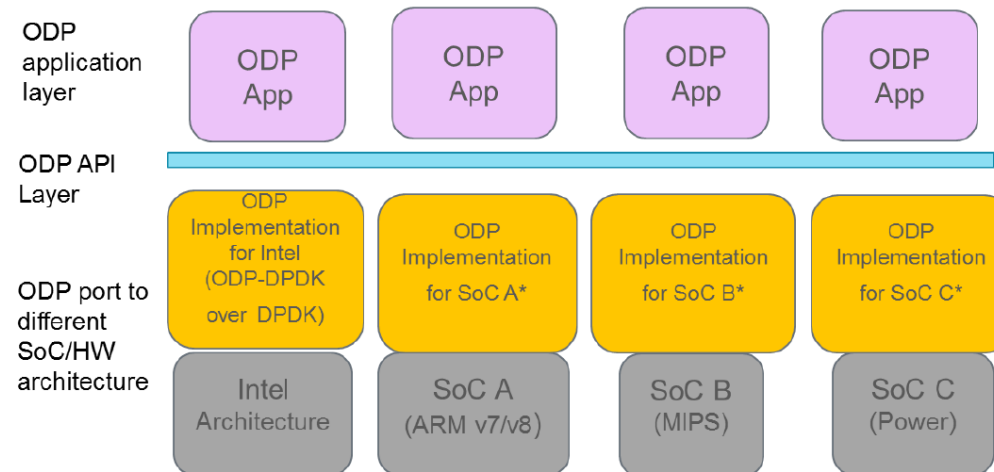 ODP
application
layer
ODP
App
ODP
App
ODP
App
ODP
App
ODP API
Layer
ODP port to
different
SoC/HW
architecture
ODP
Implementation
for Intel
(ODP-DPDK
over DPDK)
ODP
Implementation
for SoC A*
ODP
Implementation
for SoC B*
ODP
Implementation
for SoC C*
Intel
Architecture
SoC A
(ARM v7/v8)
SoC B
(MIPS)
SoC C
(Power)